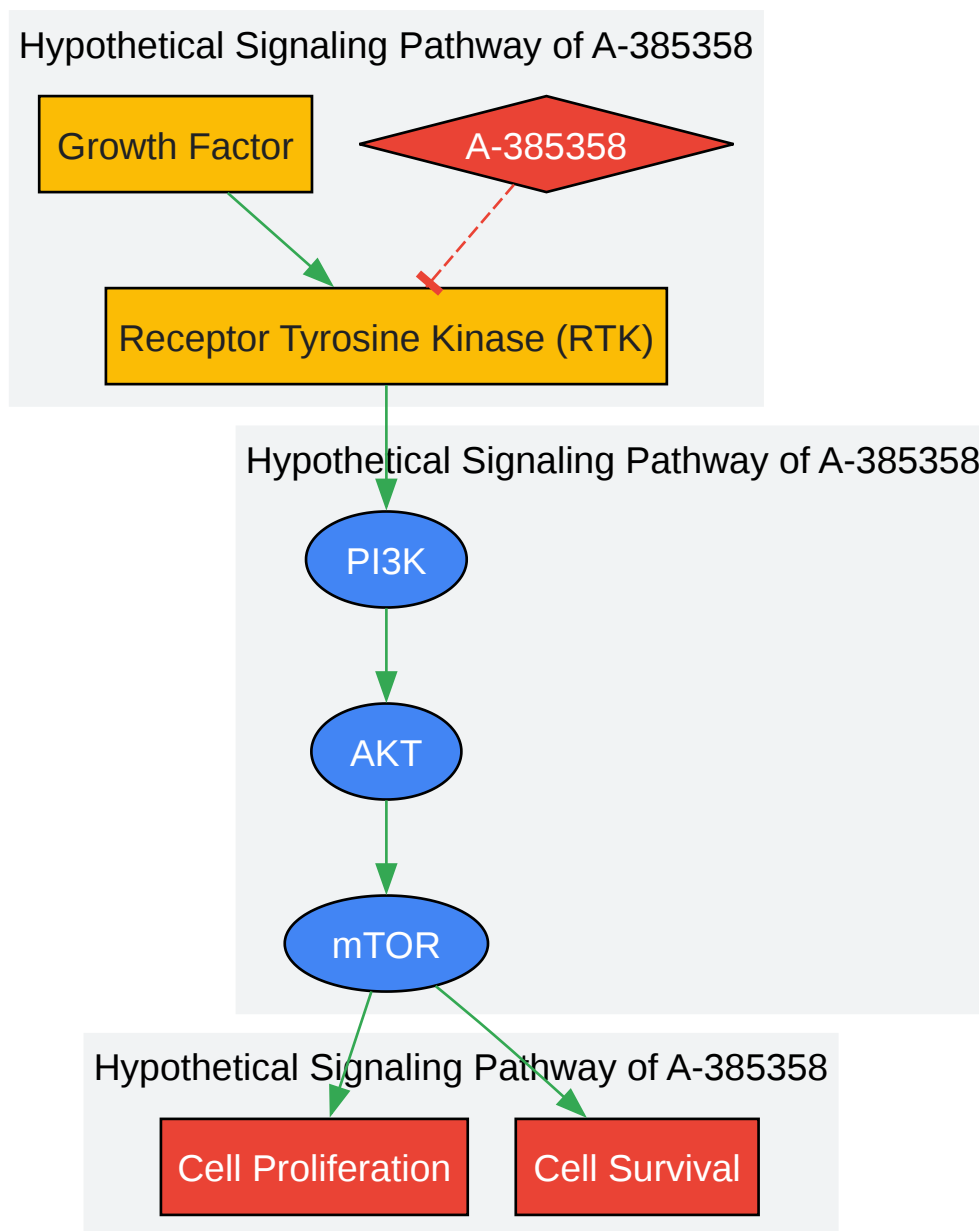 Hypothetical Signaling Pathway of A-385358
Growth Factor
A-385358
Receptor Tyrosine Kinase (RTK)
Hypothetical Signaling Pathway of A-385358
PI3K
AKT
mTOR
Hypothetical Signaling Pathway of A-385358
Cell Proliferation
Cell Survival